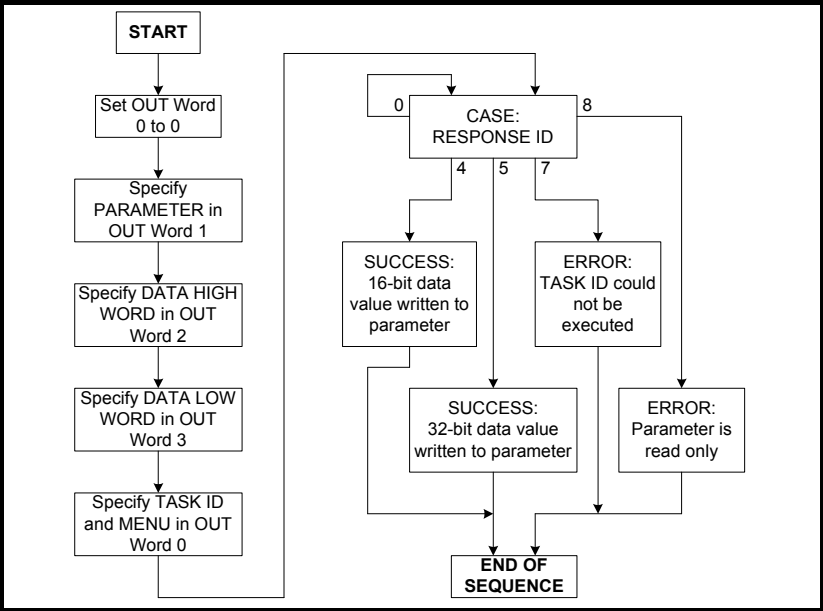 START
Set OUT Word
0 to 0
Specify
PARAMETER in
OUT Word 1
Specify DATA HIGH
WORD in OUT
Word 2
Specify DATA LOW
WORD in OUT
Word 3
Specify TASK ID
and MENU in OUT
Word 0
0
CASE:
RESPONSE ID
8
4
5
7
SUCCESS:
16-bit data
value written to
parameter
ERROR:
TASK ID could
not be
executed
SUCCESS:
32-bit data value
written to parameter
ERROR:
Parameter is
read only
END OF
SEQUENCE